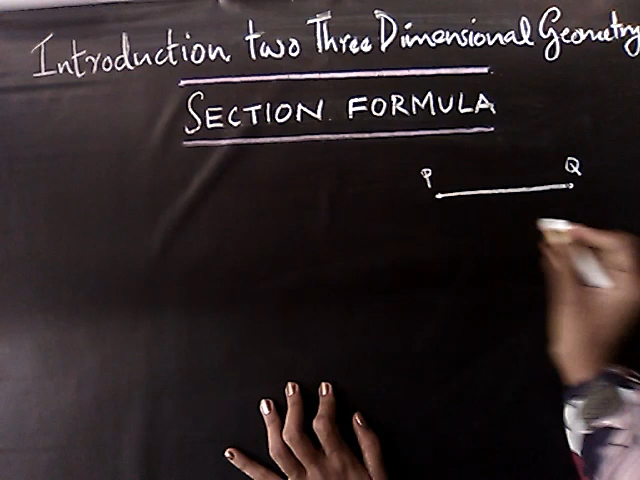 Introduction two Three Dimensional Geometry
SECTION FORMULA
P Q